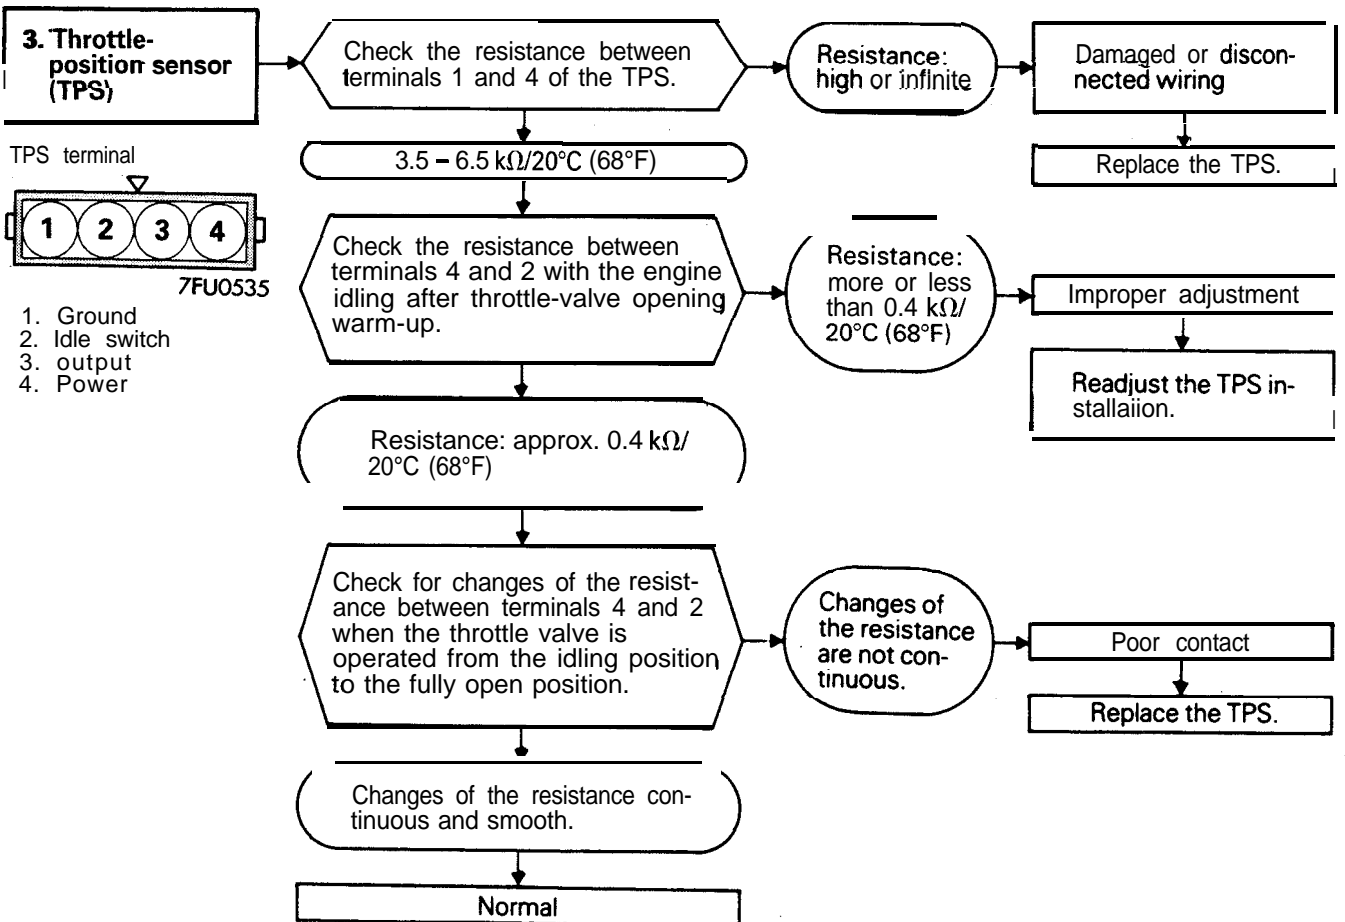 3. Throttle-
position sensor
(TPS)
Check the resistance between
terminals 1 and 4 of the TPS.
Resistance:
high or infinite
Damaged or discon-
nected wiring
Replace the TPS.
3.5 – 6.5 kΩ/20°C (68°F)
TPS terminal
1 2 3 4
7FU0535
1. Ground
2. Idle switch
3. output
4. Power
Check the resistance between
terminals 4 and 2 with the engine
idling after throttle-valve opening
warm-up.
Resistance:
more or less
than 0.4 kΩ/
20°C (68°F)
Improper adjustment
Readjust the TPS in-
stallaiion.
Resistance: approx. 0.4 kΩ/
20°C (68°F)
Check for changes of the resist-
ance between terminals 4 and 2
when the throttle valve is
operated from the idling position
to the fully open position.
Changes of
the resistance
are not con-
tinuous.
Poor contact
Replace the TPS.
Changes of the resistance con-
tinuous and smooth.
Normal